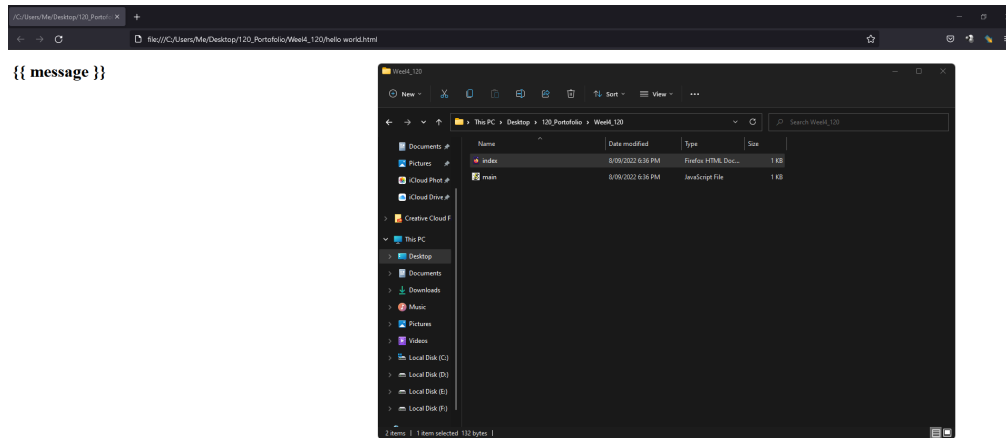 /C:/Users/Me/Desktop/120_Portofo
file:///C:/Users/Me/Desktop/120_Portofolio/Weel4_120/hello world.html
{{ message }}
Weel4_120
New
Sort
View
This PC > Desktop > 120_Portofolio > Weel4_120
Search Weel4_120
Name Date modified Type Size
index 8/09/2022 6:36 PM Firefox HTML Doc... 1 KB
main 8/09/2022 6:36 PM JavaScript File 1 KB
Documents
Pictures
iCloud Phot
iCloud Drive
Creative Cloud F
This PC
Desktop
Documents
Downloads
Music
Pictures
Videos
Local Disk (C:)
Local Disk (D:)
Local Disk (E:)
Local Disk (F:)
2 items | 1 item selected 132 bytes |